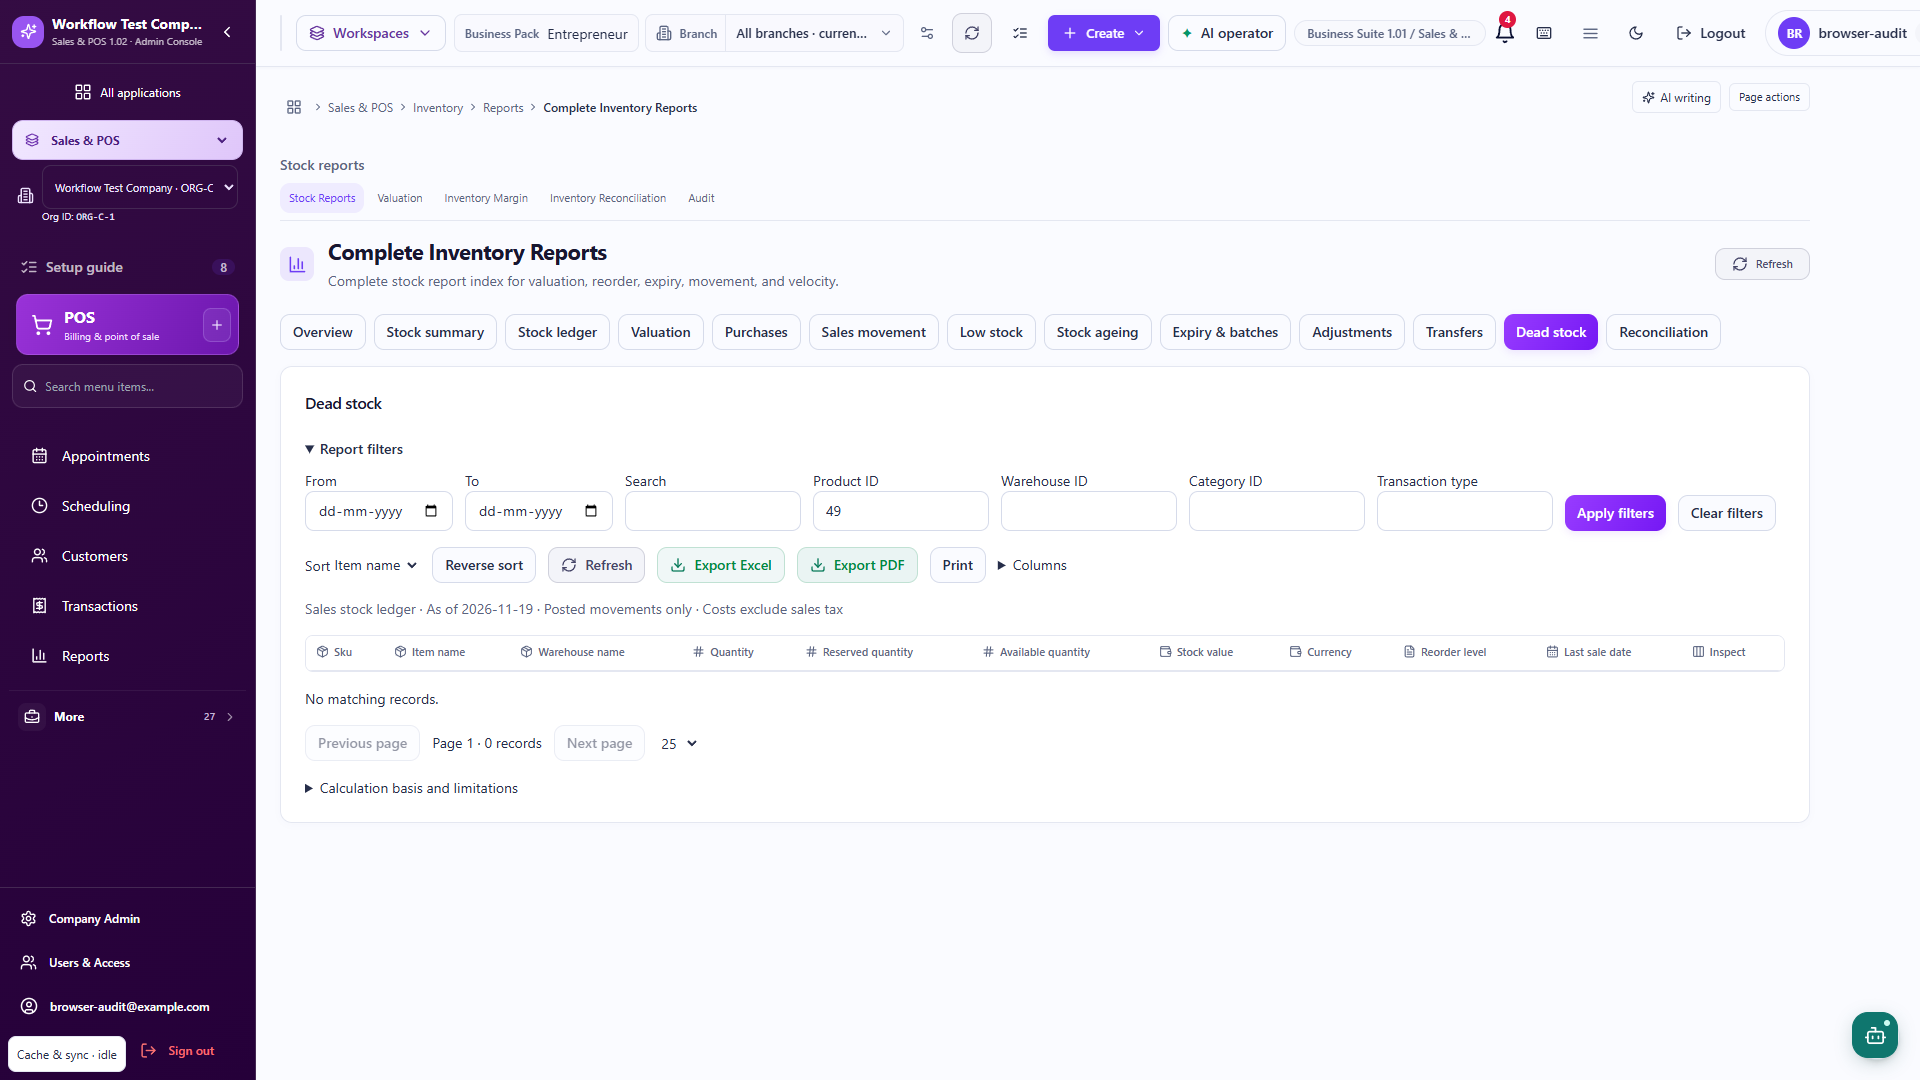 Workflow Test Comp...
Sales & POS 1.02 · Admin Console
All applications
Sales & POS
Workflow Test Company · ORG-C
Org ID: ORG-C-1
Setup guide 8
POS
Billing & point of sale
Search menu items...
Appointments
Scheduling
Customers
Transactions
Reports
More 27
Company Admin
Users & Access
browser-audit@example.com
Cache & sync · idle
Sign out
Workspaces
Business Pack Entrepreneur
Branch All branches · curren...
Create
AI operator
Business Suite 1.01 / Sales & ...
4
Logout
BR browser-audit
Sales & POS > Inventory > Reports > Complete Inventory Reports
AI writing
Page actions
Stock reports
Stock Reports Valuation Inventory Margin Inventory Reconciliation Audit
Complete Inventory Reports
Complete stock report index for valuation, reorder, expiry, movement, and velocity.
Refresh
Overview Stock summary Stock ledger Valuation Purchases Sales movement Low stock Stock ageing Expiry & batches Adjustments Transfers Dead stock Reconciliation
Dead stock
Report filters
From To Search Product ID Warehouse ID Category ID Transaction type
dd-mm-yyyy dd-mm-yyyy 49 Apply filters Clear filters
Sort Item name Reverse sort Refresh Export Excel Export PDF Print Columns
Sales stock ledger · As of 2026-11-19 · Posted movements only · Costs exclude sales tax
Sku Item name Warehouse name Quantity Reserved quantity Available quantity Stock value Currency Reorder level Last sale date Inspect
No matching records.
Previous page Page 1 · 0 records Next page 25
Calculation basis and limitations